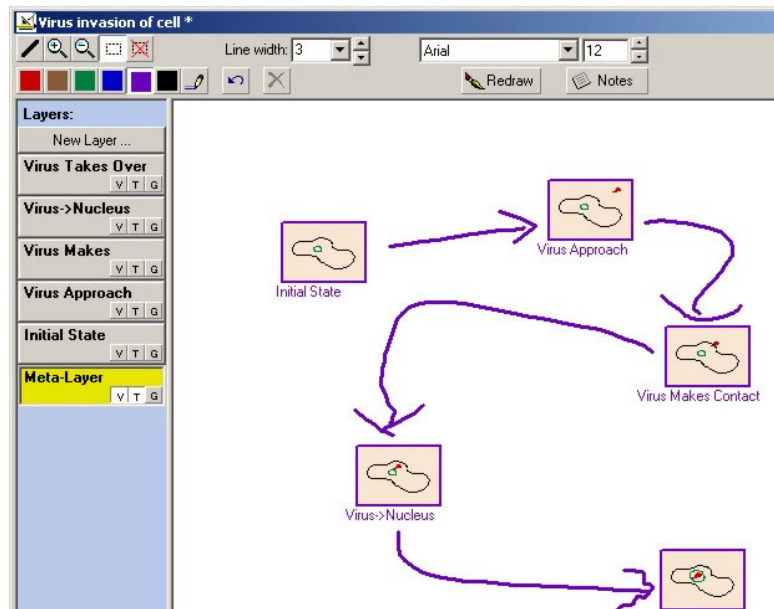 Virus invasion of cell *
Line width: 3
Arial
12
Redraw
Notes
Layers:
New Layer ...
Virus Takes Over
V T G
Virus->Nucleus
V T G
Virus Makes
V T G
Virus Approach
V T G
Initial State
V T G
Meta-Layer
V T G
Virus Approach
Initial State
Virus Makes Contact
Virus->Nucleus